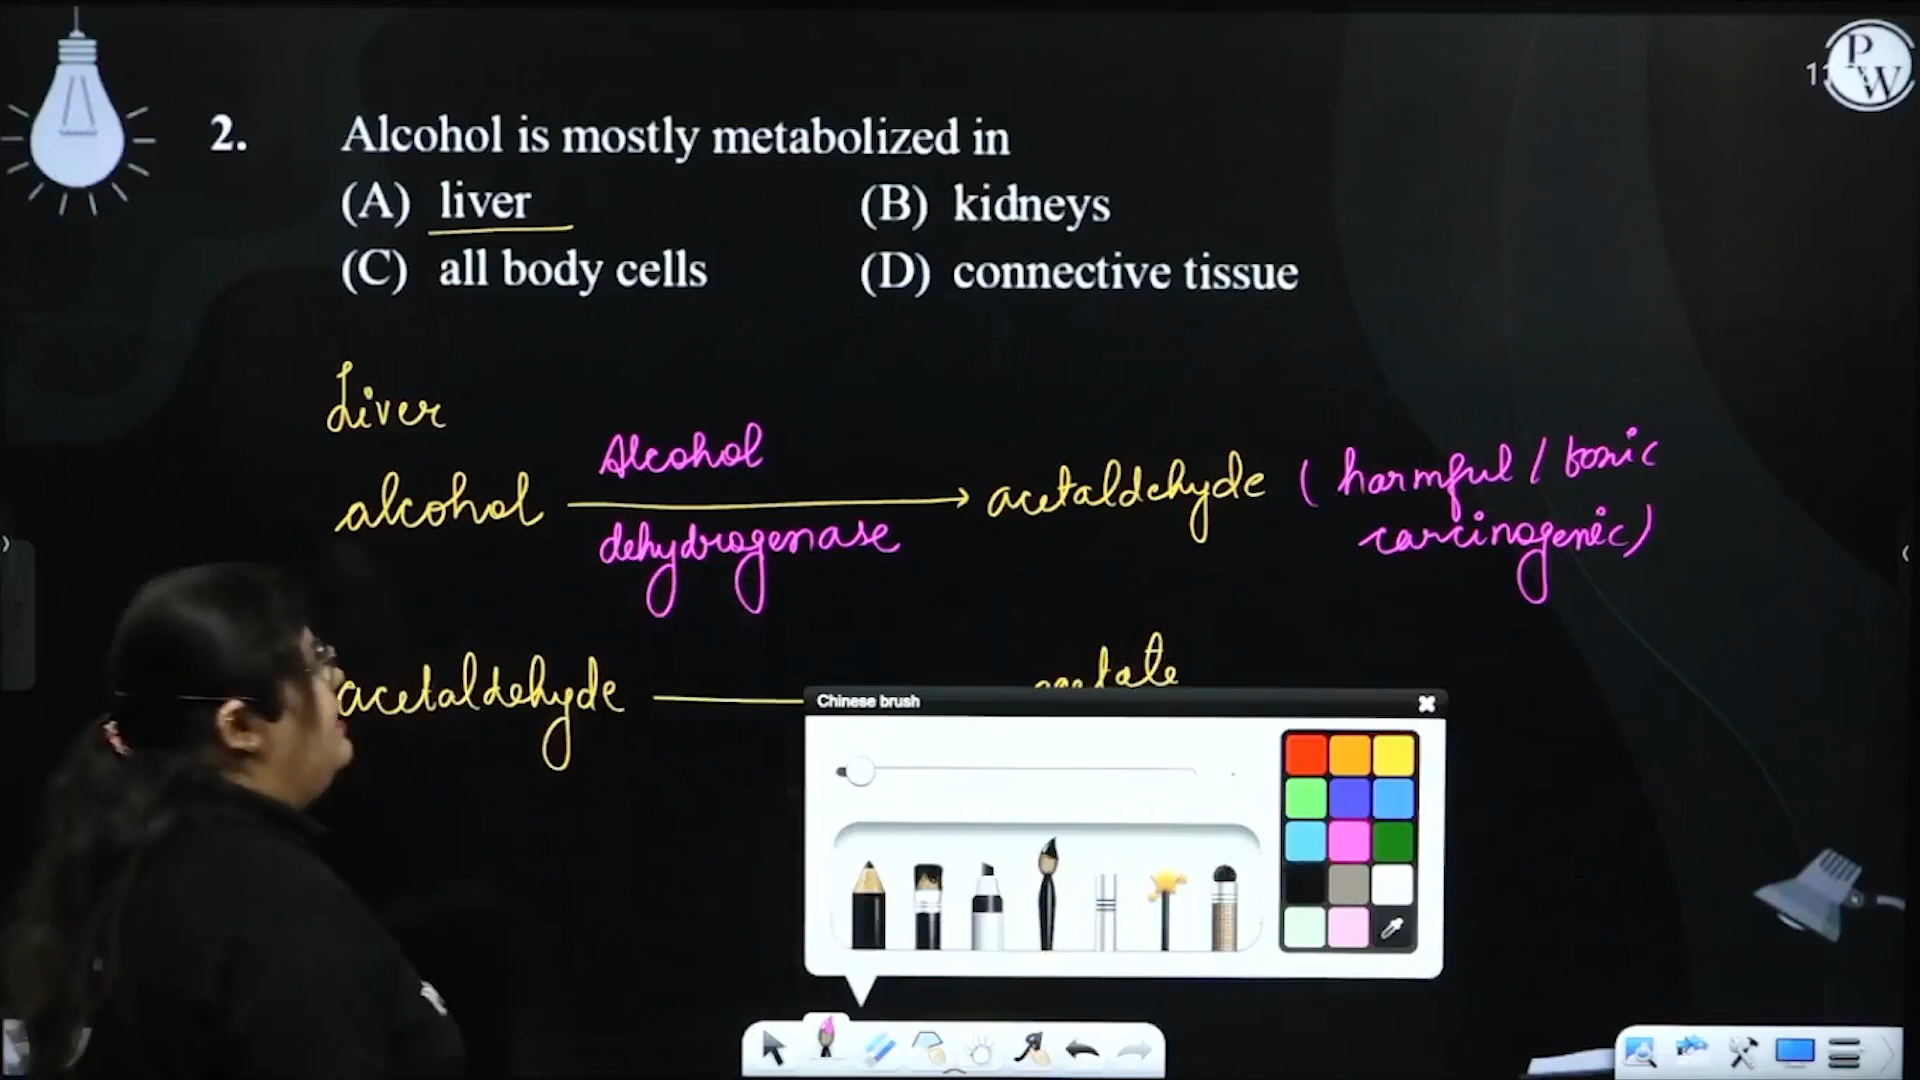 2. Alcohol is mostly metabolized in
(A) liver (B) kidneys
(C) all body cells (D) connective tissue
Liver
Alcohol
alcohol → acetaldehyde ( harmful / toxic
dehydrogenase carcinogenic)
acetaldehyde
Chinese brush
PW